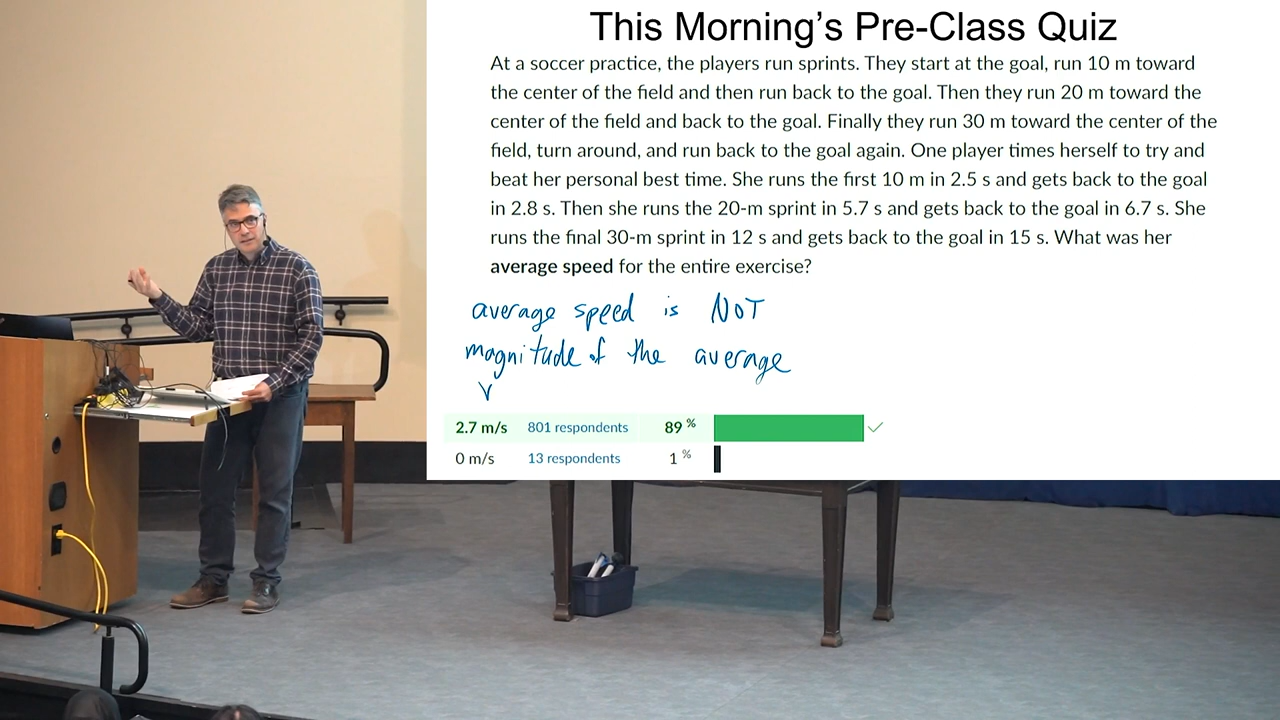 This Morning's Pre-Class Quiz
At a soccer practice, the players run sprints. They start at the goal, run 10 m toward
the center of the field and then run back to the goal. Then they run 20 m toward the
center of the field and back to the goal. Finally they run 30 m toward the center of the
field, turn around, and run back to the goal again. One player times herself to try and
beat her personal best time. She runs the first 10 m in 2.5 s and gets back to the goal
in 2.8 s. Then she runs the 20-m sprint in 5.7 s and gets back to the goal in 6.7 s. She
runs the final 30-m sprint in 12 s and gets back to the goal in 15 s. What was her
average speed for the entire exercise?
average speed is NOT
magnitude of the average
v
2.7 m/s 801 respondents 89 %
0 m/s 13 respondents 1 %